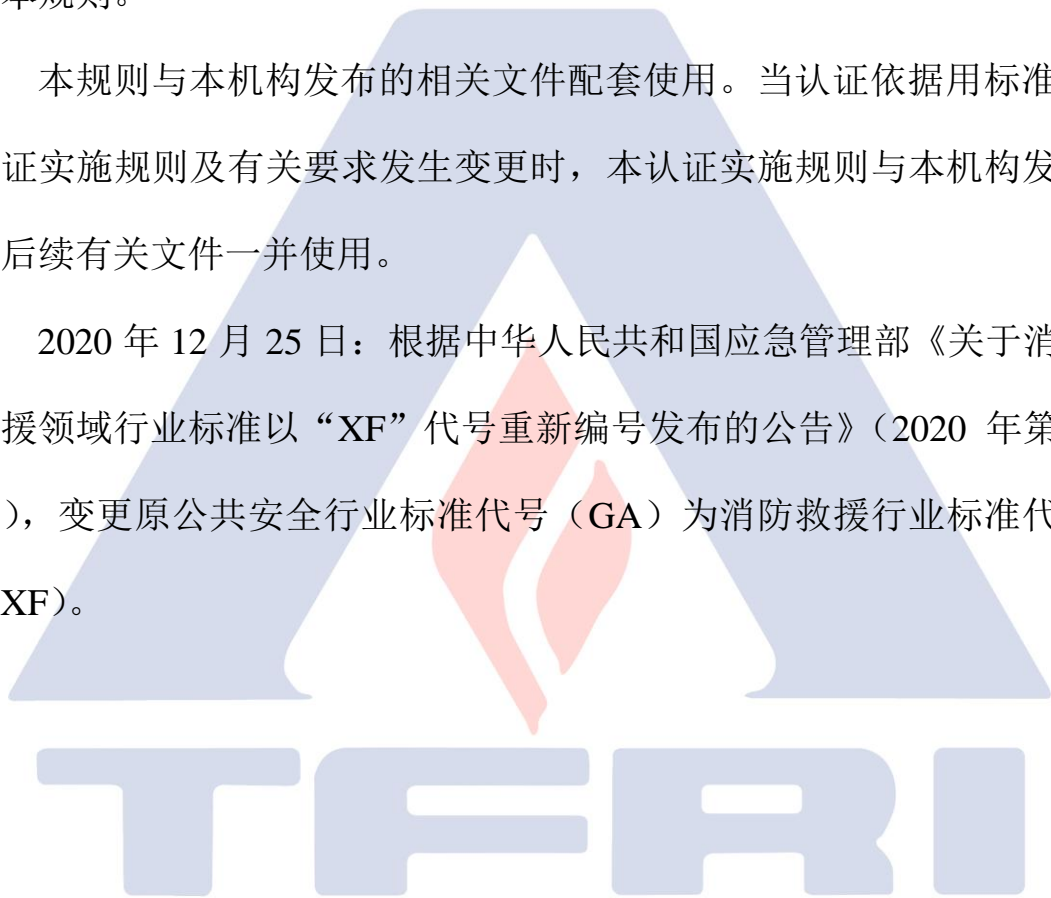 本规则。
本规则与本机构发布的相关文件配套使用。当认证依据用标准
证实施规则及有关要求发生变更时，本认证实施规则与本机构发
后续有关文件一并使用。
2020 年 12 月 25 日：根据中华人民共和国应急管理部《关于消
援领域行业标准以“XF”代号重新编号发布的公告》（2020 年第
），变更原公共安全行业标准代号（GA）为消防救援行业标准代
XF）。
TFRI